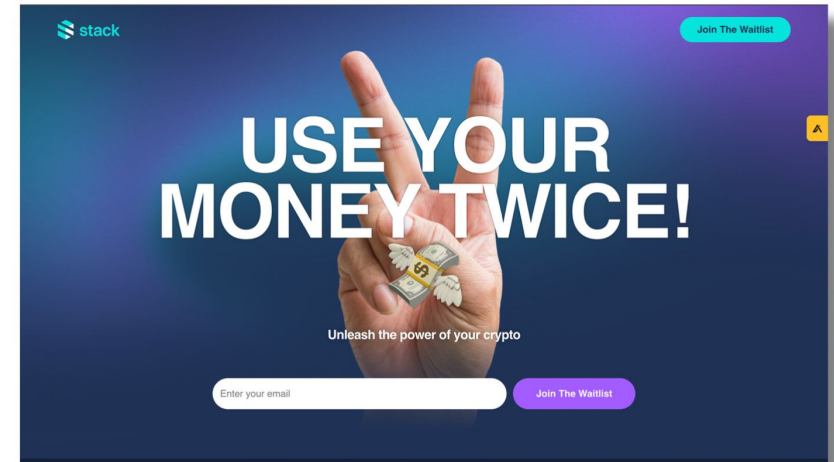 stack
Join The Waitlist
USE YOUR
MONEY TWICE!
$
Unleash the power of your crypto
Enter your email
Join The Waitlist